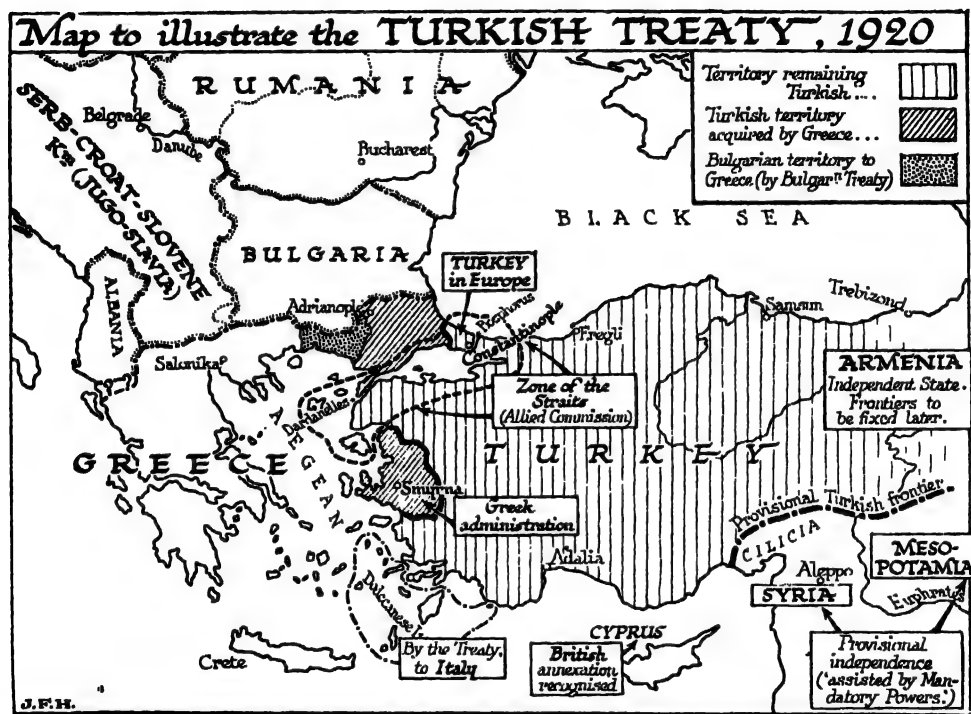 Map to illustrate the TURKISH TREATY, 1920
Territory remaining
Turkish....
Turkish territory
acquired by Greece...
Bulgarian territory to
Greece (by Bulgarn Treaty)
RUMANIA
SERB-CROAT-SLOVENE
Km (JUGO-SLAVIA)
Belgrade
Danube
Bucharest
BLACK SEA
BULGARIA
TURKEY
in Europe
ALBANIA
Adrianople
Bosphorus
Constantinople
Eregli
Samsun
Trebizond
Salonika
Dardanelles
Zone of the
Straits
(Allied Commission)
ARMENIA
Independent State.
Frontiers to
be fixed later.
AEGEAN
GREECE
TURKEY
Smyrna
Greek
administration
Provisional Turkish frontier
CILICIA
Adalia
Aleppo
MESO-
POTAMIA
SYRIA
Euphrates
Dodecanese
By the Treaty,
to Italy
CYPRUS
British
annexation
recognised
Provisional
independence
('assisted by Man-
datory Powers.')
Crete
J.F.H.